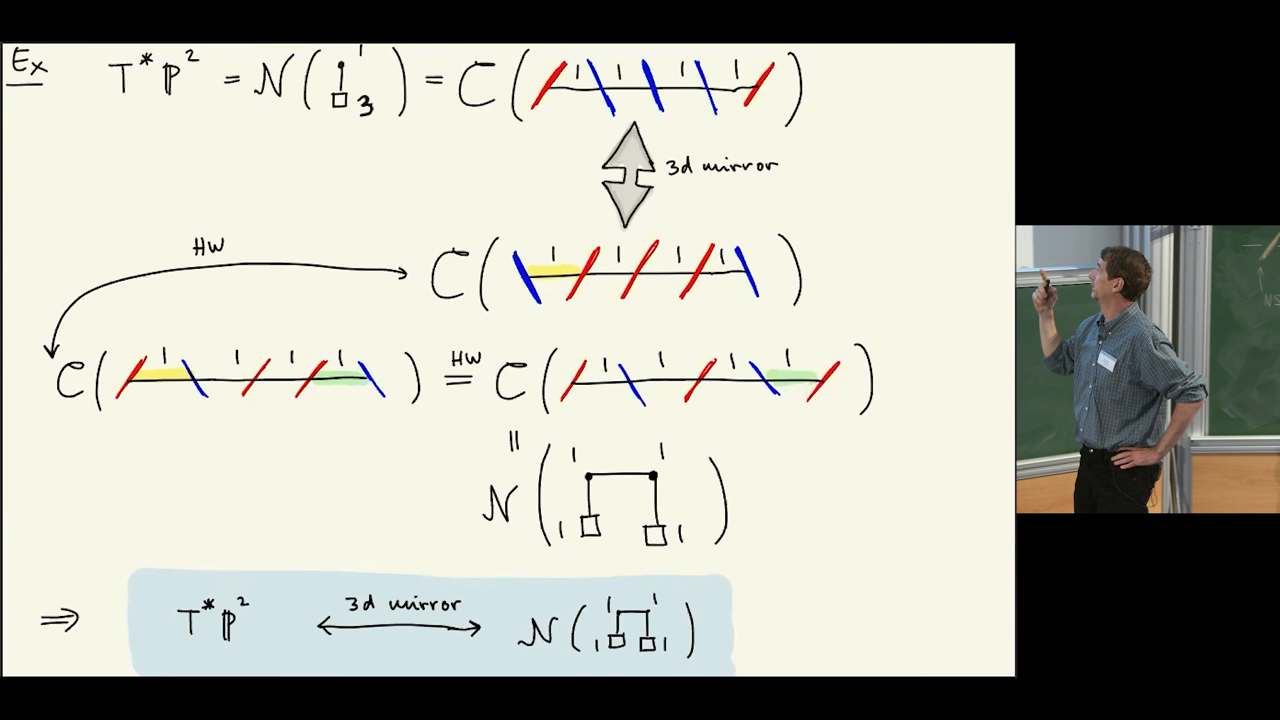 Ex T*ℙ² = N( 1 3 ) = C( 1 1 1 1 )
3d mirror
HW C( 1 1 1 1 )
C( 1 1 1 1 ) HW = C( 1 1 1 1 )
=
N( 1 1 1 1 )
⇒ T*ℙ² 3d mirror ⟷ N( 1 1 1 1 )
NS